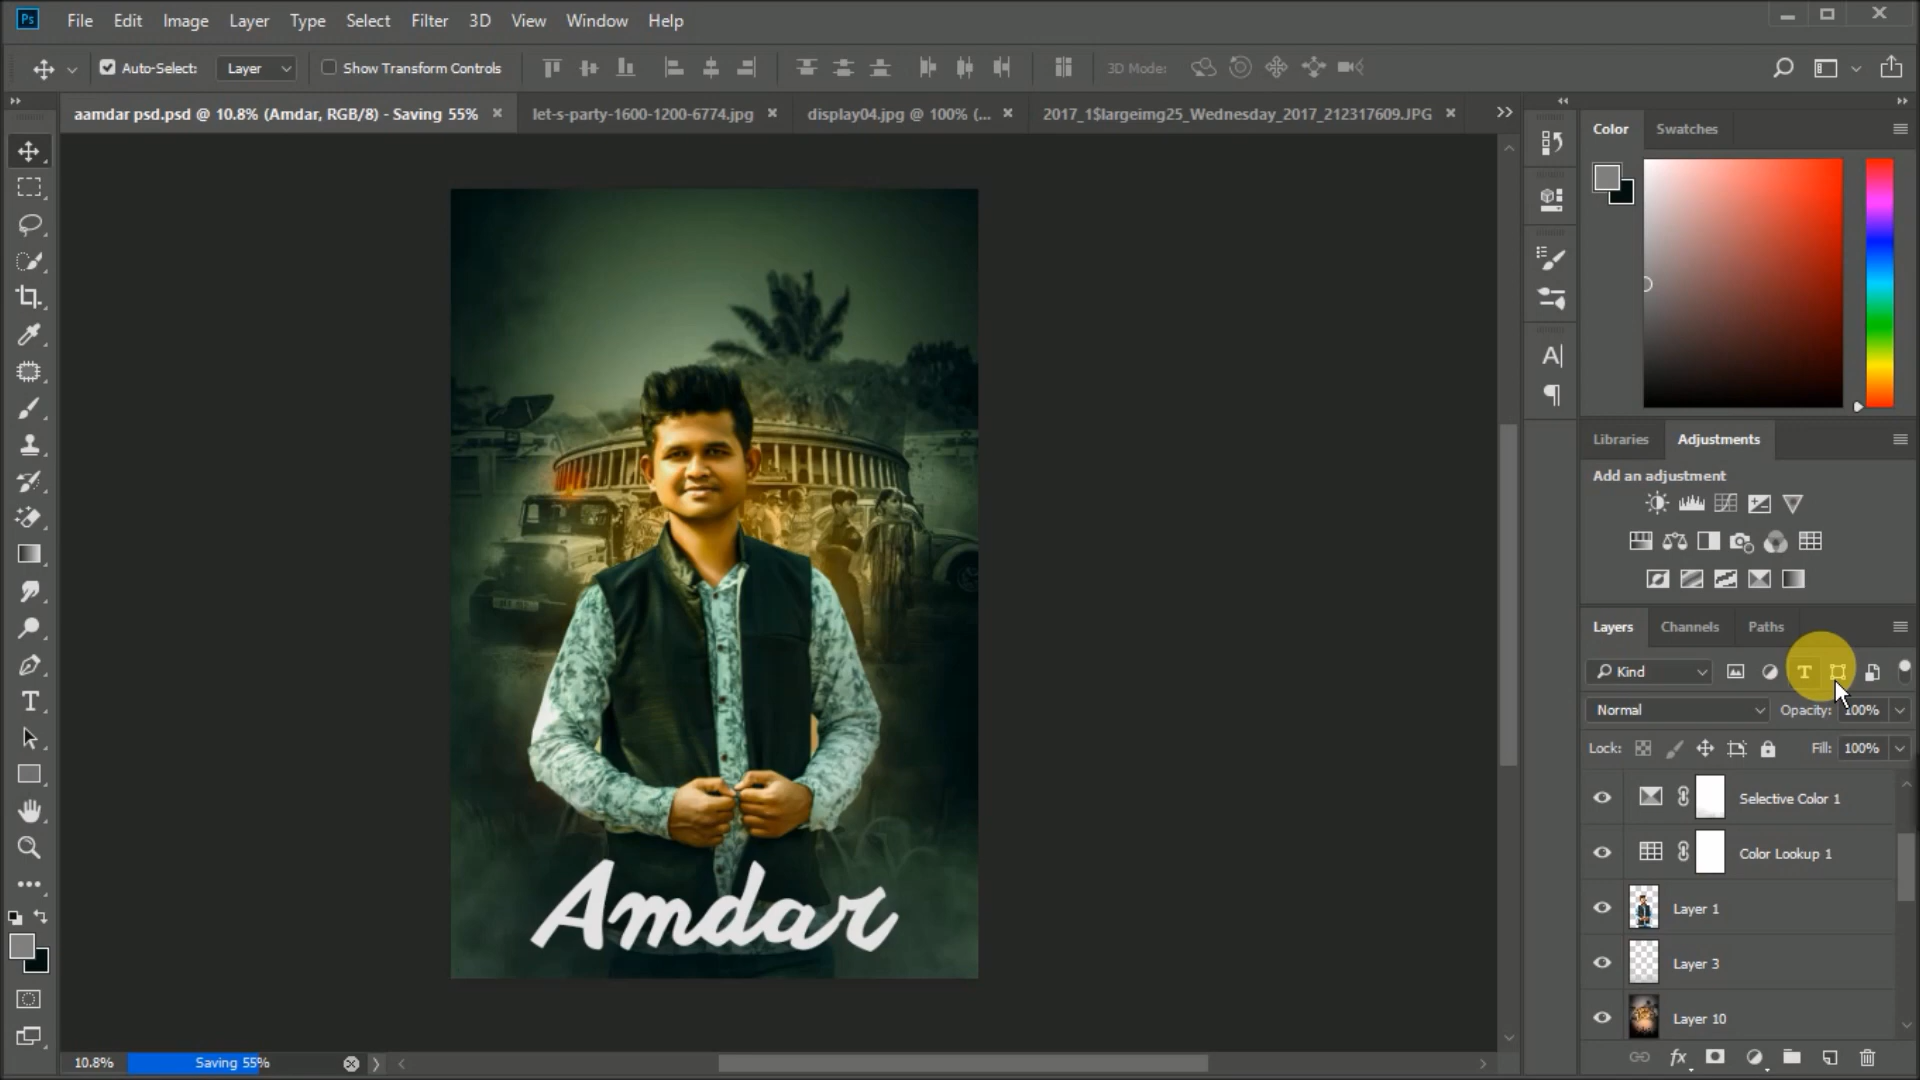 Ps File Edit Image Layer Type Select Filter 3D View Window Help
Auto-Select: Layer Show Transform Controls 3D Mode:
aamdar psd.psd @ 10.8% (Amdar, RGB/8) - Saving 55% × let-s-party-1600-1200-6774.jpg × display04.jpg @ 100% (... × 2017_1$largeimg25_Wednesday_2017_212317609.JPG ×
Color Swatches
Libraries Adjustments
Add an adjustment
Layers Channels Paths
Kind
Normal Opacity: 100%
Lock: Fill: 100%
Selective Color 1
Color Lookup 1
Layer 1
Layer 3
Layer 10
Amdar
10.8% Saving 55%